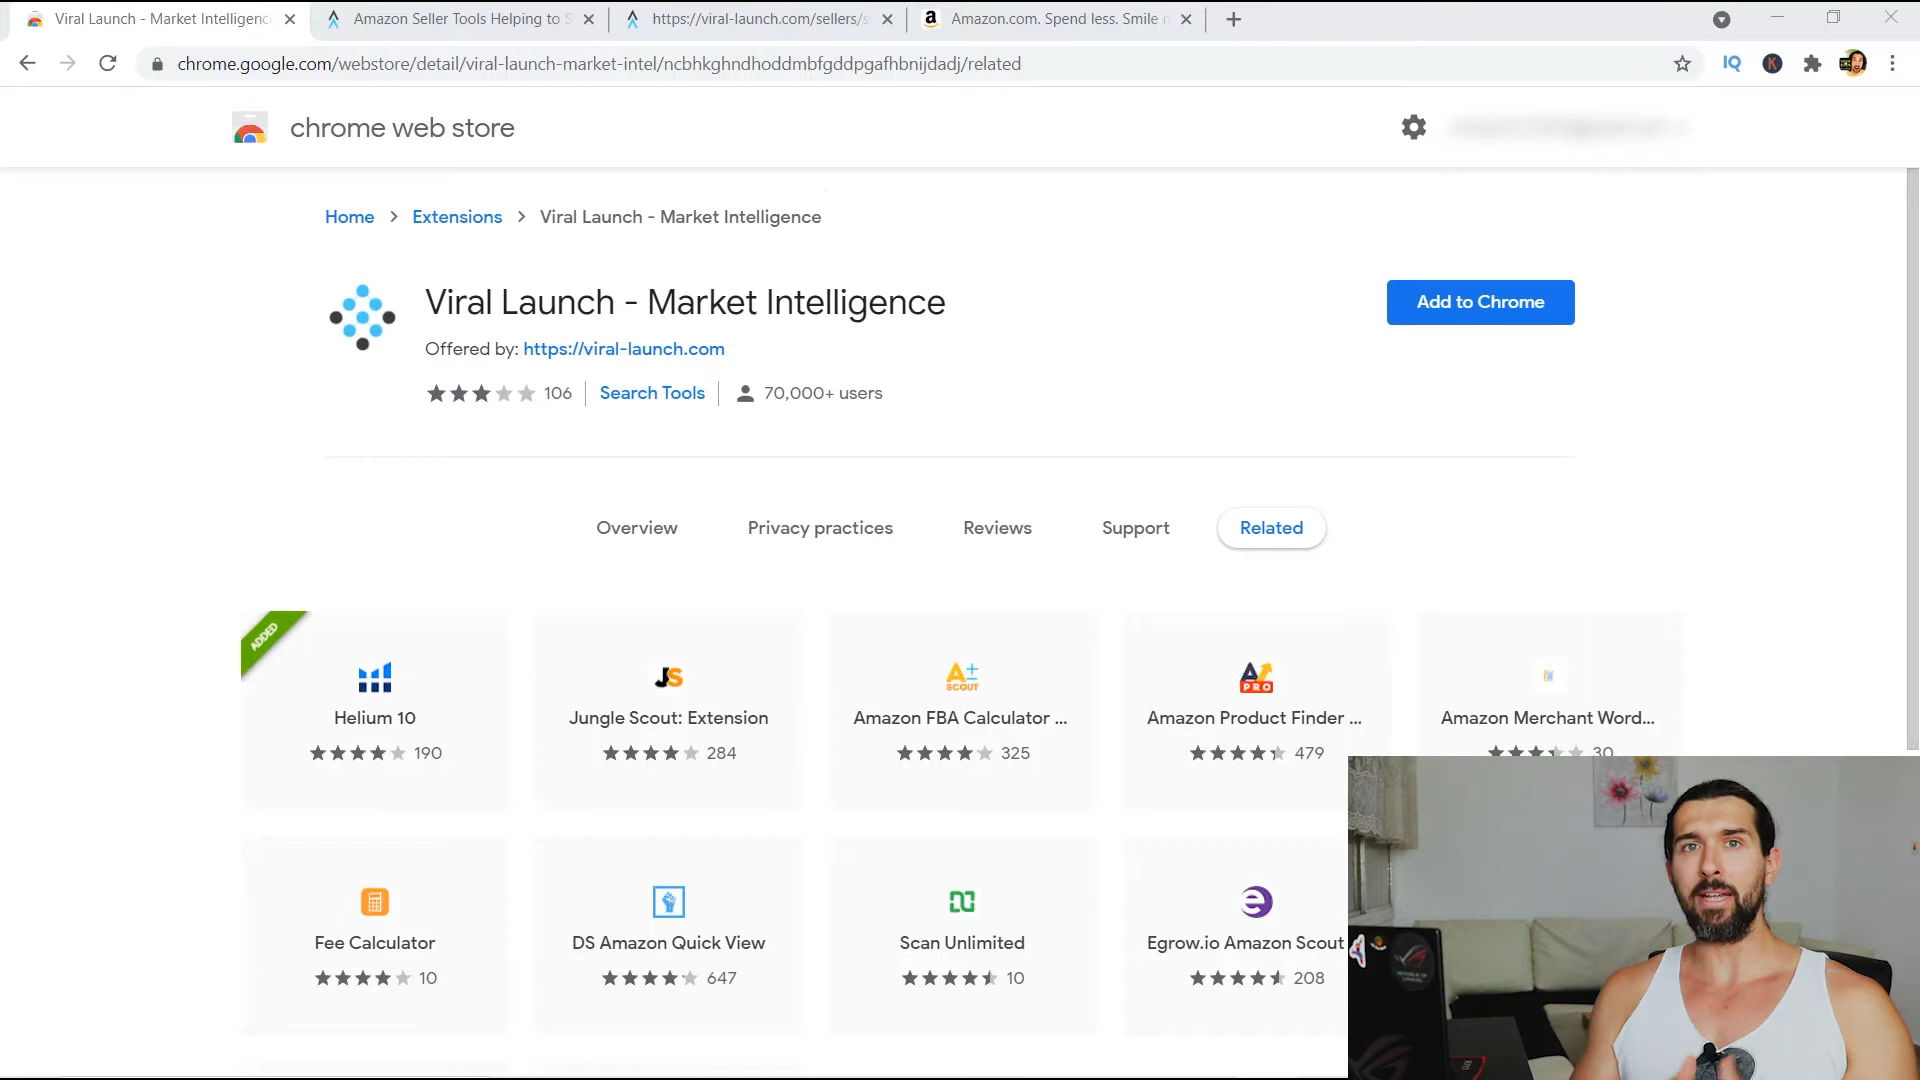 Viral Launch - Market Intelligenc
Amazon Seller Tools Helping to S
https://viral-launch.com/sellers/s
Amazon.com. Spend less. Smile
chrome.google.com/webstore/detail/viral-launch-market-intel/ncbhkghndhoddmbfgddpgafhbnijdadj/related
IQ
K
chrome web store
Home > Extensions > Viral Launch - Market Intelligence
Viral Launch - Market Intelligence
Add to Chrome
Offered by: https://viral-launch.com
106
Search Tools
70,000+ users
Overview
Privacy practices
Reviews
Support
Related
ADDED
JS
A± SCOUT
A PRO
Helium 10
Jungle Scout: Extension
Amazon FBA Calculator ...
Amazon Product Finder ...
Amazon Merchant Word...
190
284
325
479
30
Fee Calculator
DS Amazon Quick View
Scan Unlimited
Egrow.io Amazon Scout
10
647
10
208